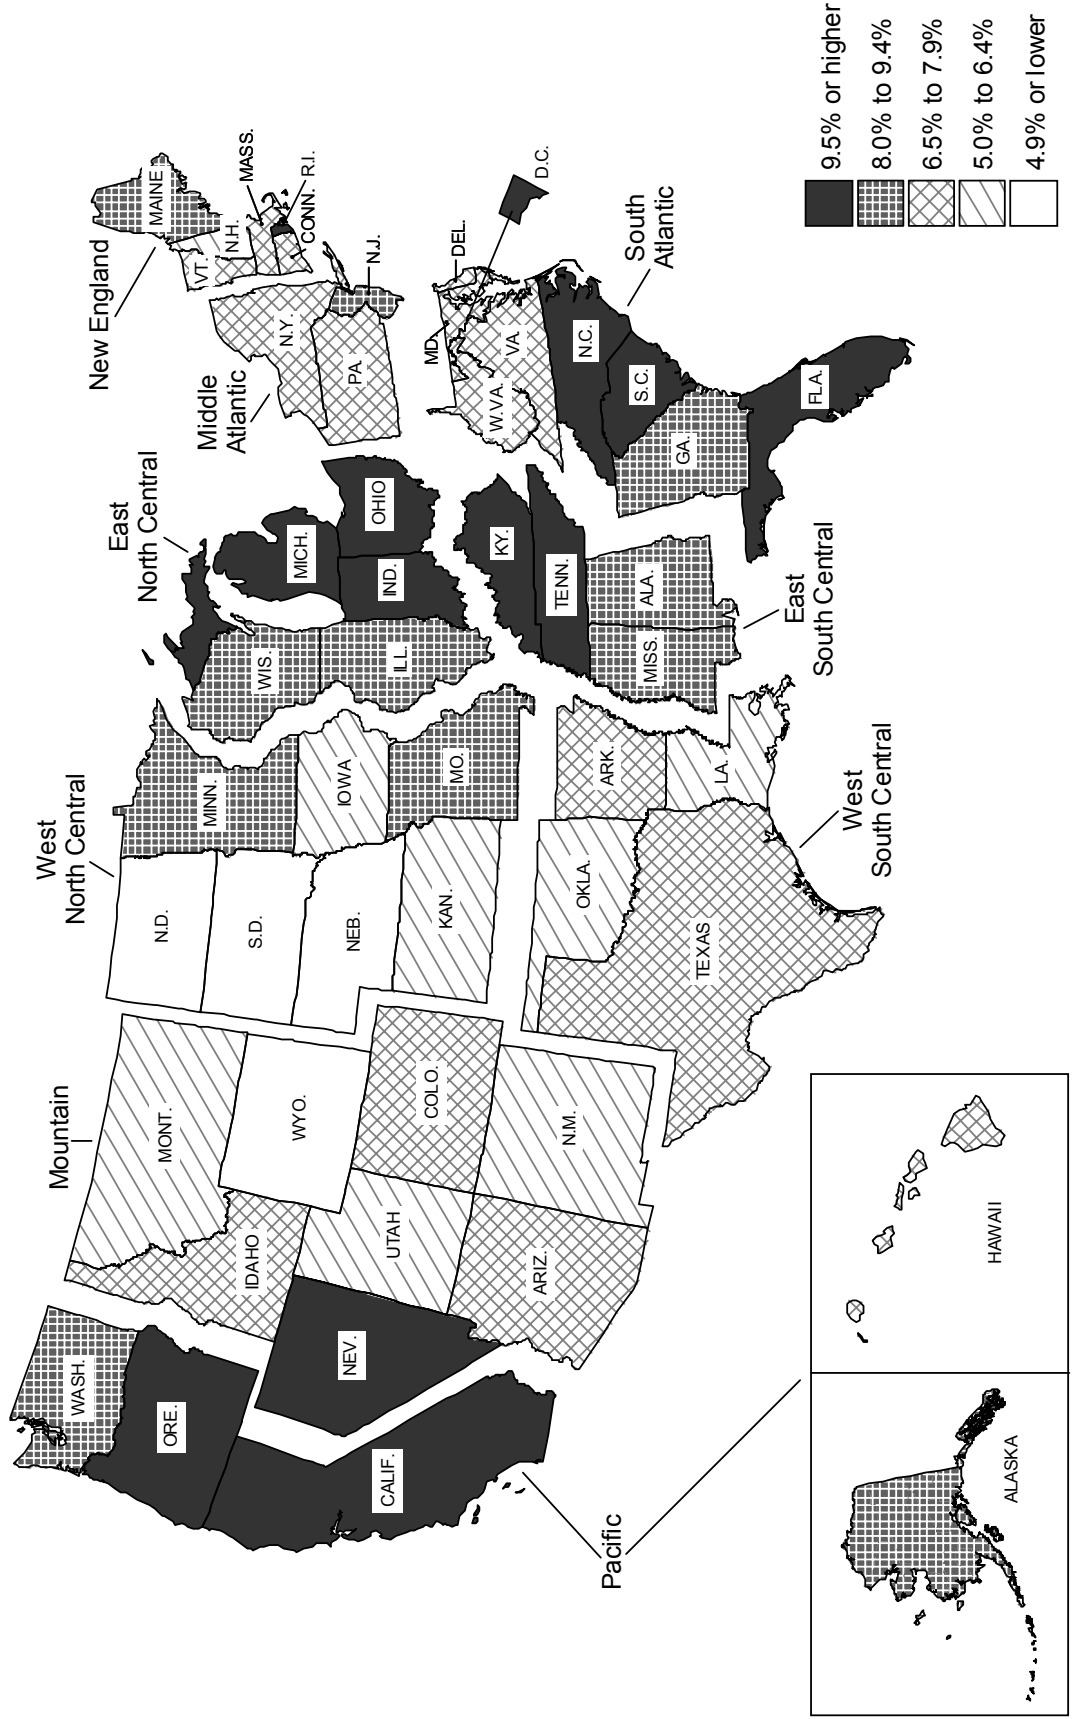 WASH.
ORE.
CALIF.
NEV.
IDAHO
MONT.
WYO.
UTAH
ARIZ.
COLO.
N.M.
N.D.
S.D.
NEB.
KAN.
MINN.
IOWA
MO.
OKLA.
TEXAS
ARK.
LA.
WIS.
ILL.
MICH.
IND.
OHIO
KY.
TENN.
MISS.
ALA.
N.Y.
PA.
N.J.
VT.
N.H.
MAINE
MASS.
CONN.
R.I.
MD.
DEL.
D.C.
W.VA.
VA.
N.C.
S.C.
GA.
FLA.
ALASKA
HAWAII
Pacific
Mountain
West
North Central
West
South Central
East
North Central
East
South Central
Middle
Atlantic
New England
South
Atlantic
9.5% or higher
8.0% to 9.4%
6.5% to 7.9%
5.0% to 6.4%
4.9% or lower